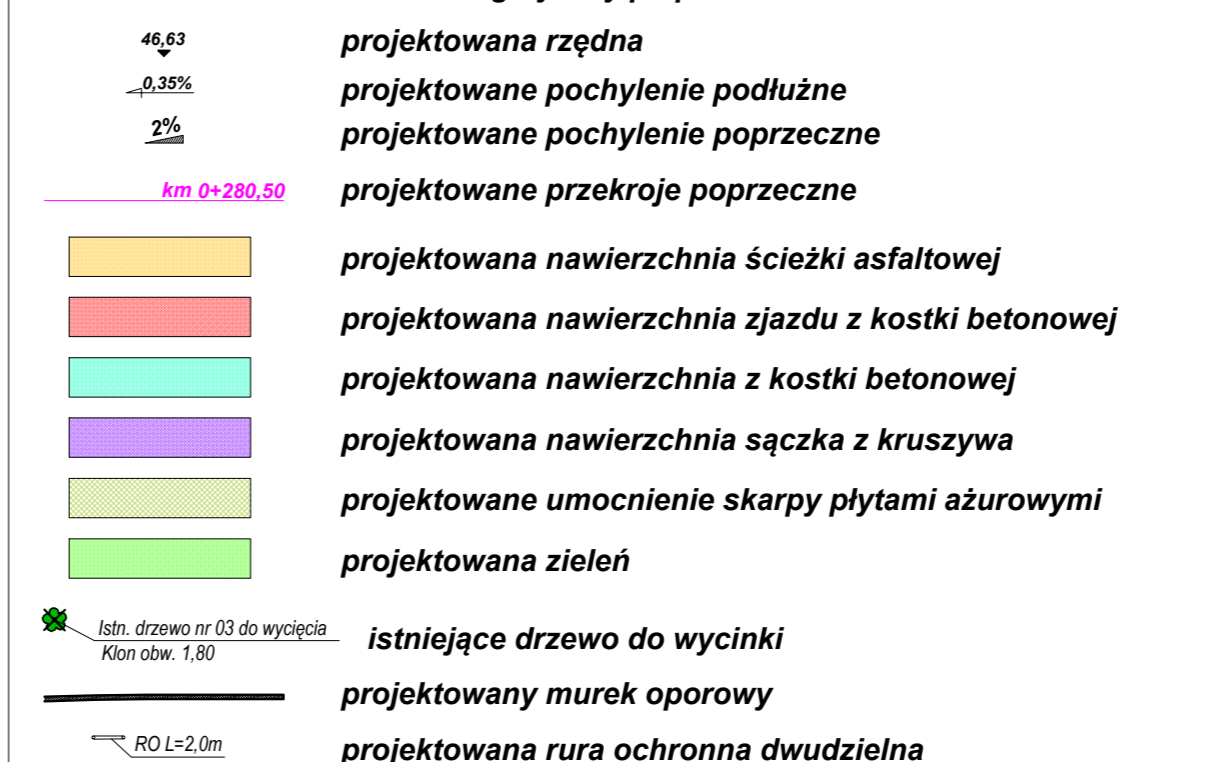 46,63 projektowana rzędna
0,35% projektowane pochylenie podłużne
2% projektowane pochylenie poprzeczne
km 0+280,50 projektowane przekroje poprzeczne
projektowana nawierzchnia ścieżki asfaltowej
projektowana nawierzchnia zjazdu z kostki betonowej
projektowana nawierzchnia z kostki betonowej
projektowana nawierzchnia sączka z kruszywa
projektowane umocnienie skarpy płytami ażurowymi
projektowana zieleń
Istn. drzewo nr 03 do wycięcia
Klon obw. 1,80
istniejące drzewo do wycinki
projektowany murek oporowy
RO L=2,0m projektowana rura ochronna dwudzielna